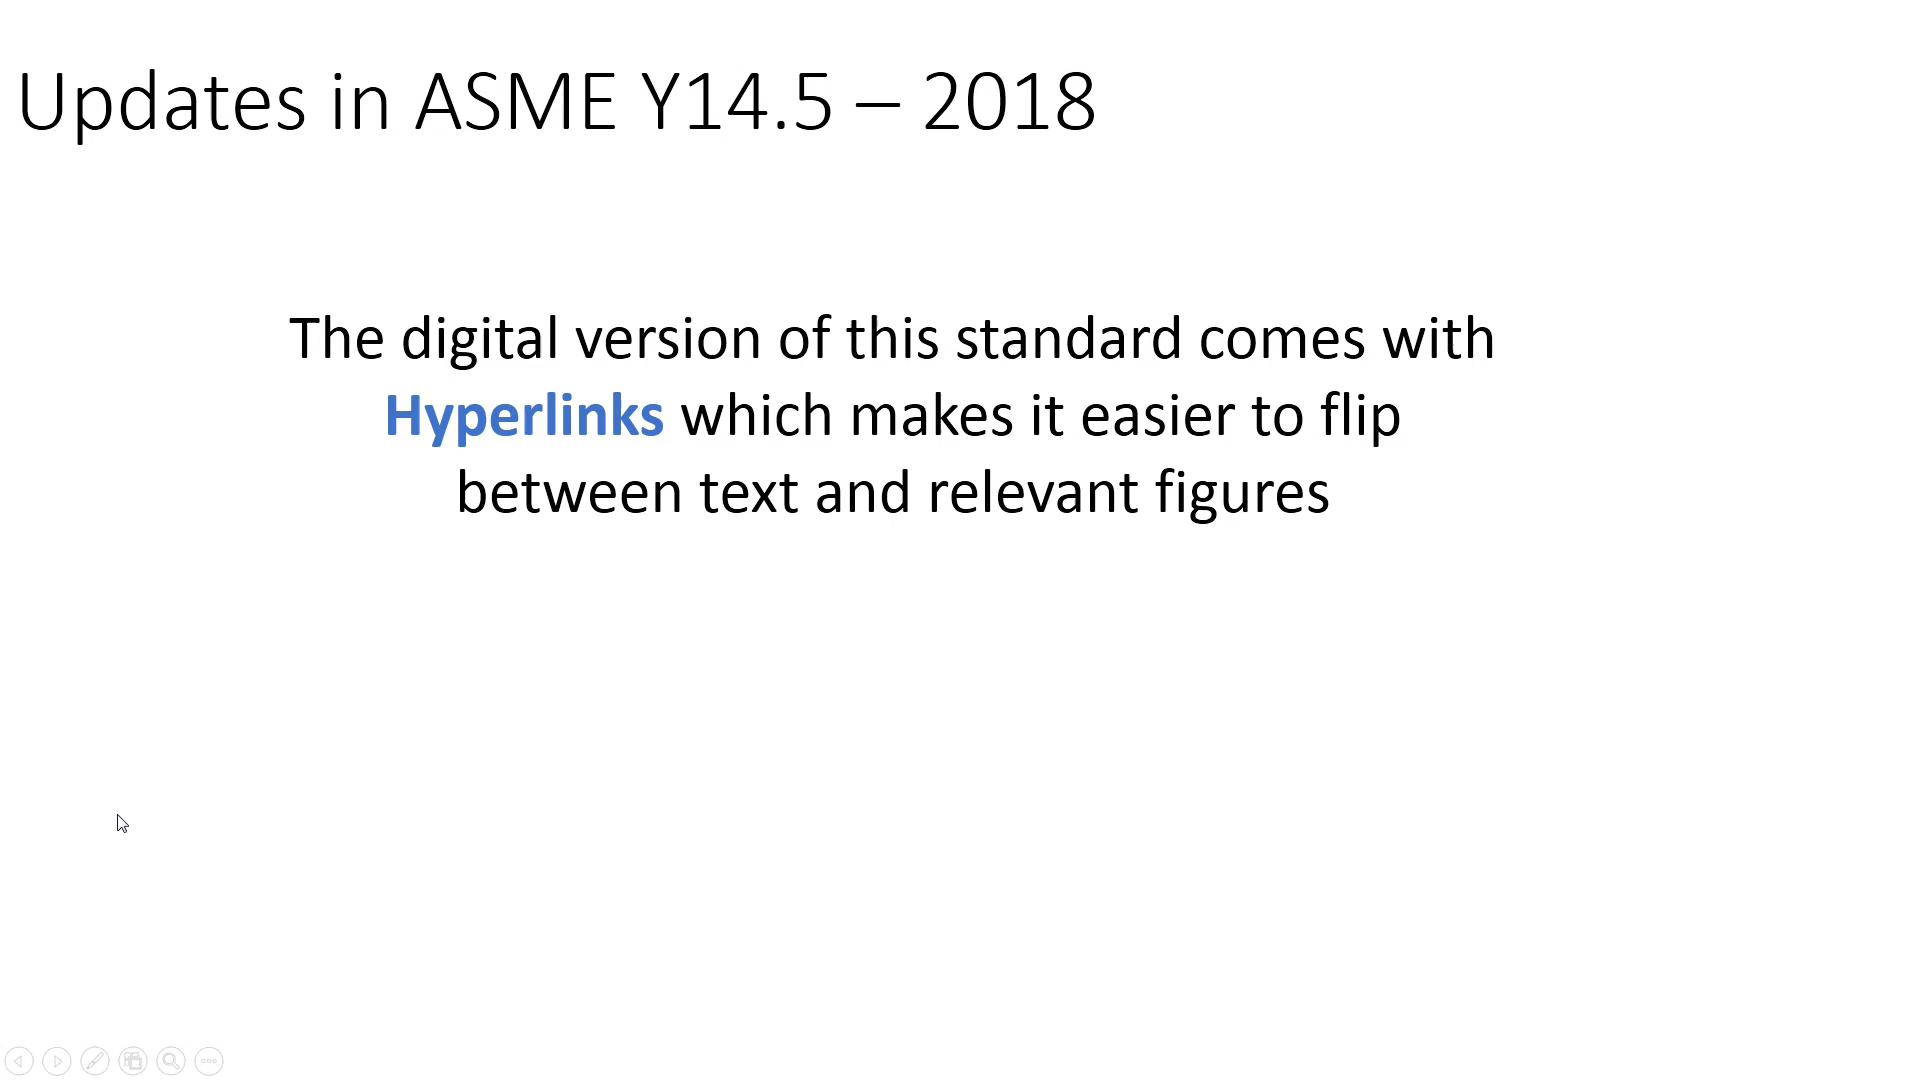 Updates in ASME Y14.5 – 2018
The digital version of this standard comes with
Hyperlinks which makes it easier to flip
between text and relevant figures